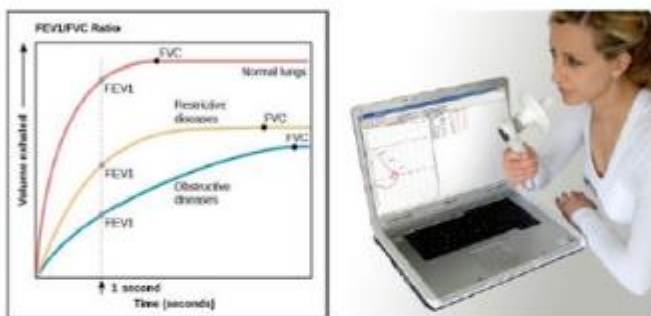 FEV1/FVC Ratio
FVC
Normal lungs
FEV1
Restrictive
diseases
FVC
FVC
FEV1
Obstructive
diseases
FEV1
Volume exhaled
1 second
Time (seconds)